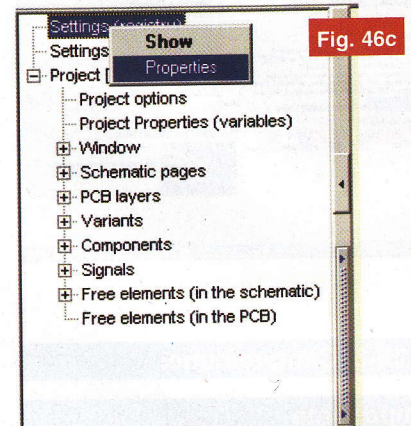 Fig. 46c
Settings (registry)
Show
Settings
Properties
Project [
Project options
Project Properties (variables)
Window
Schematic pages
PCB layers
Variants
Components
Signals
Free elements (in the schematic)
Free elements (in the PCB)